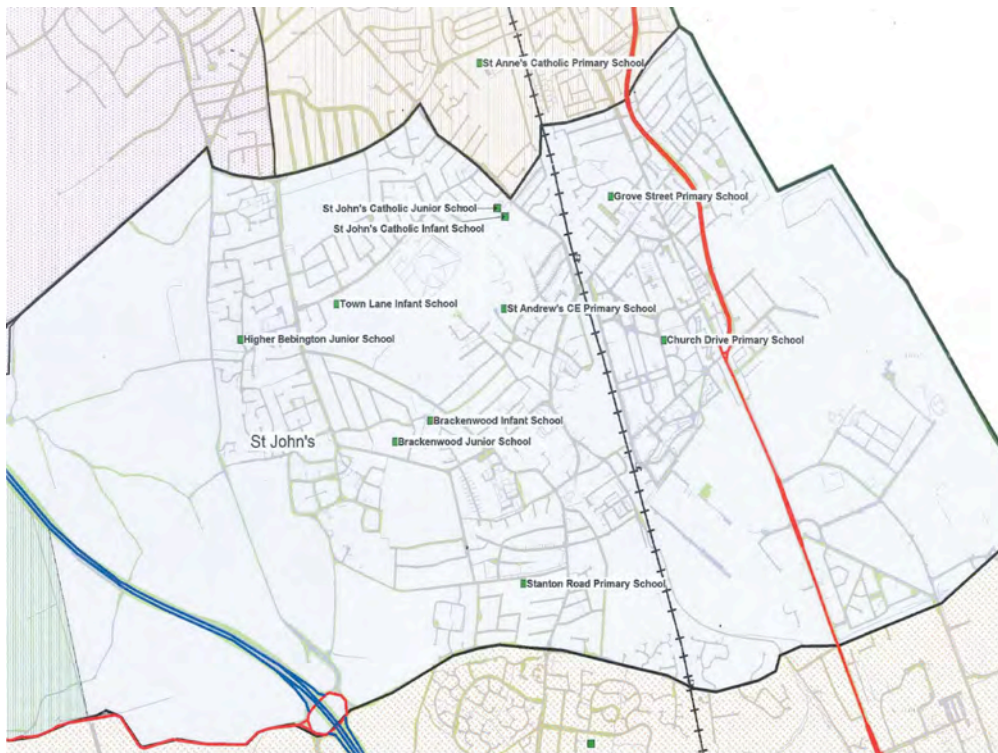 St Anne's Catholic Primary School
Grove Street Primary School
St John's Catholic Junior School
St John's Catholic Infant School
Town Lane Infant School
St Andrew's CE Primary School
Higher Bebington Junior School
Church Drive Primary School
Brackenwood Infant School
Brackenwood Junior School
St John's
Stanton Road Primary School